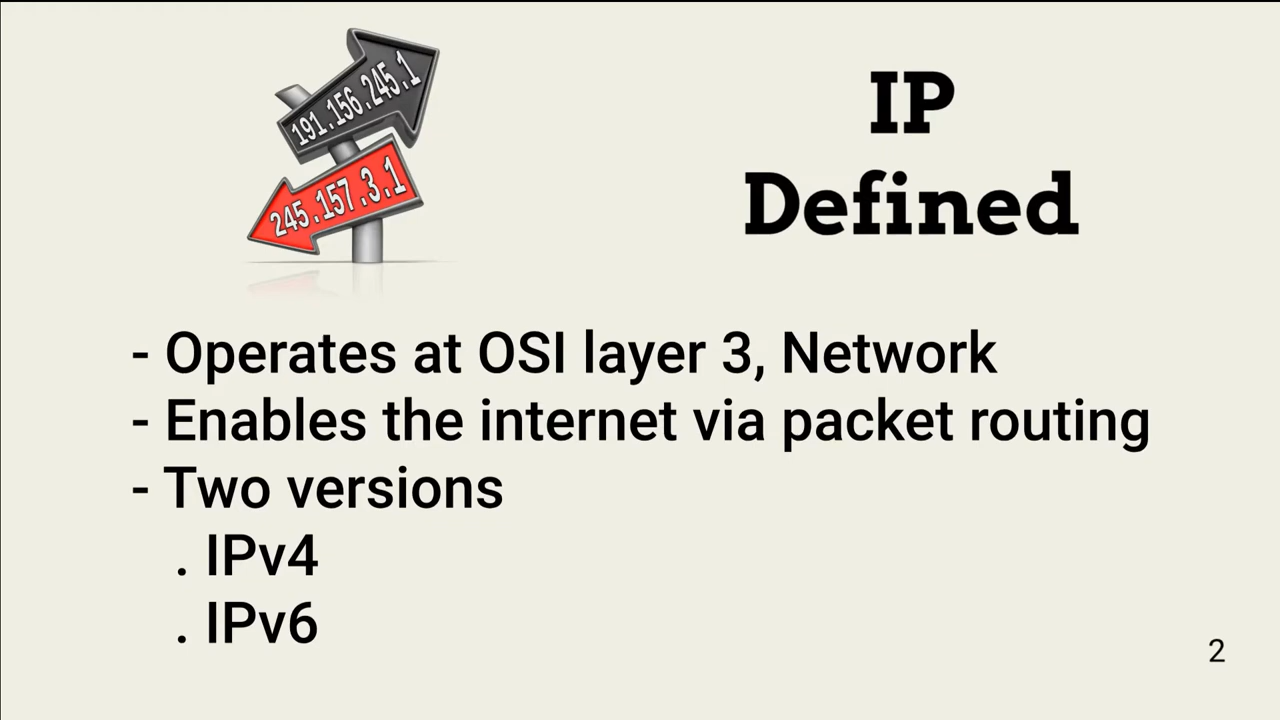 191.156.245.1
245.157.3.1
IP
Defined
- Operates at OSI layer 3, Network
- Enables the internet via packet routing
- Two versions
. IPv4
. IPv6
2